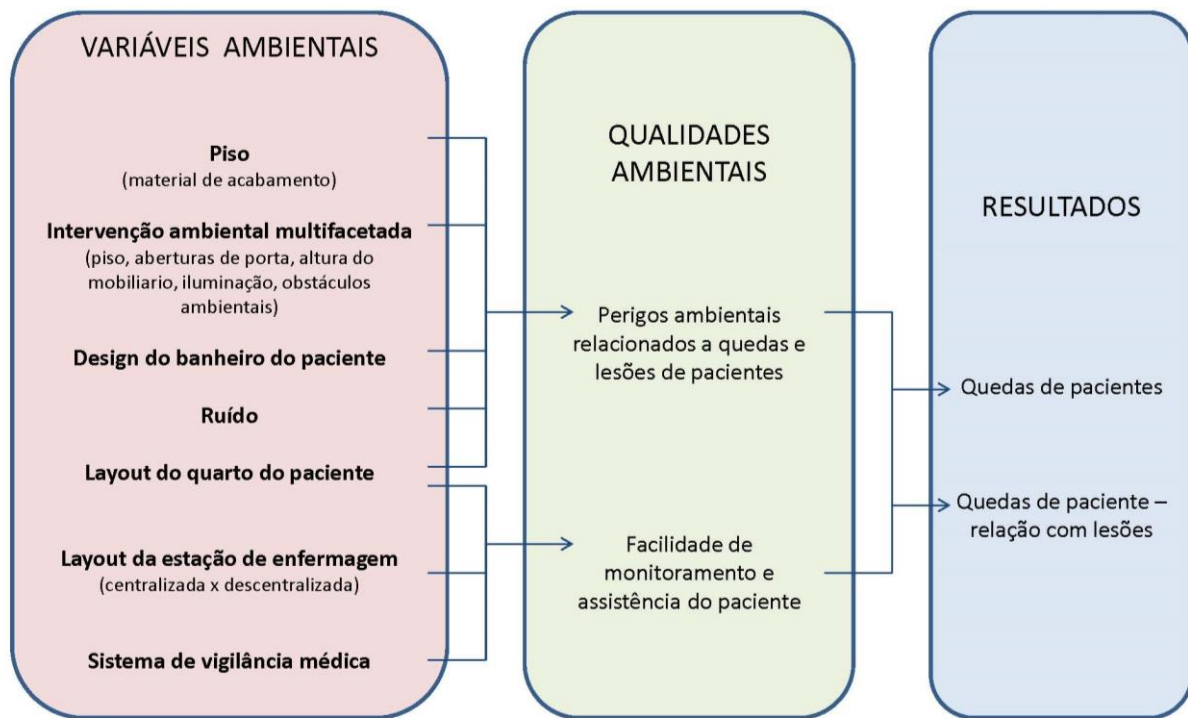 VARIÁVEIS AMBIENTAIS
Piso
(material de acabamento)
Intervenção ambiental multifacetada
(piso, aberturas de porta, altura do
mobiliario, iluminação, obstáculos
ambientais)
Design do banheiro do paciente
Ruído
Layout do quarto do paciente
Layout da estação de enfermagem
(centralizada x descentralizada)
Sistema de vigilância médica
QUALIDADES
AMBIENTAIS
Perigos ambientais
relacionados a quedas e
lesões de pacientes
Facilidade de
monitoramento e
assistência do paciente
RESULTADOS
Quedas de pacientes
Quedas de paciente –
relação com lesões